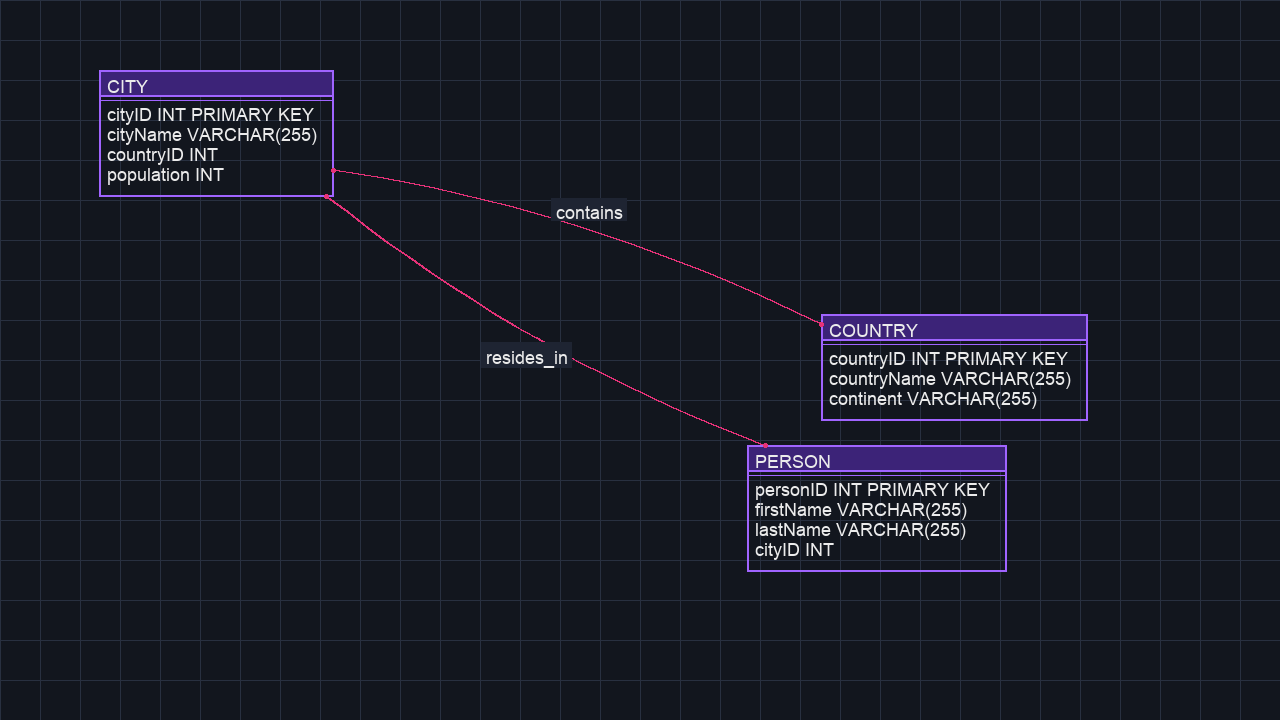 CITY
cityID INT PRIMARY KEY
cityName VARCHAR(255)
countryID INT
population INT
contains
COUNTRY
countryID INT PRIMARY KEY
countryName VARCHAR(255)
continent VARCHAR(255)
resides_in
PERSON
personID INT PRIMARY KEY
firstName VARCHAR(255)
lastName VARCHAR(255)
cityID INT